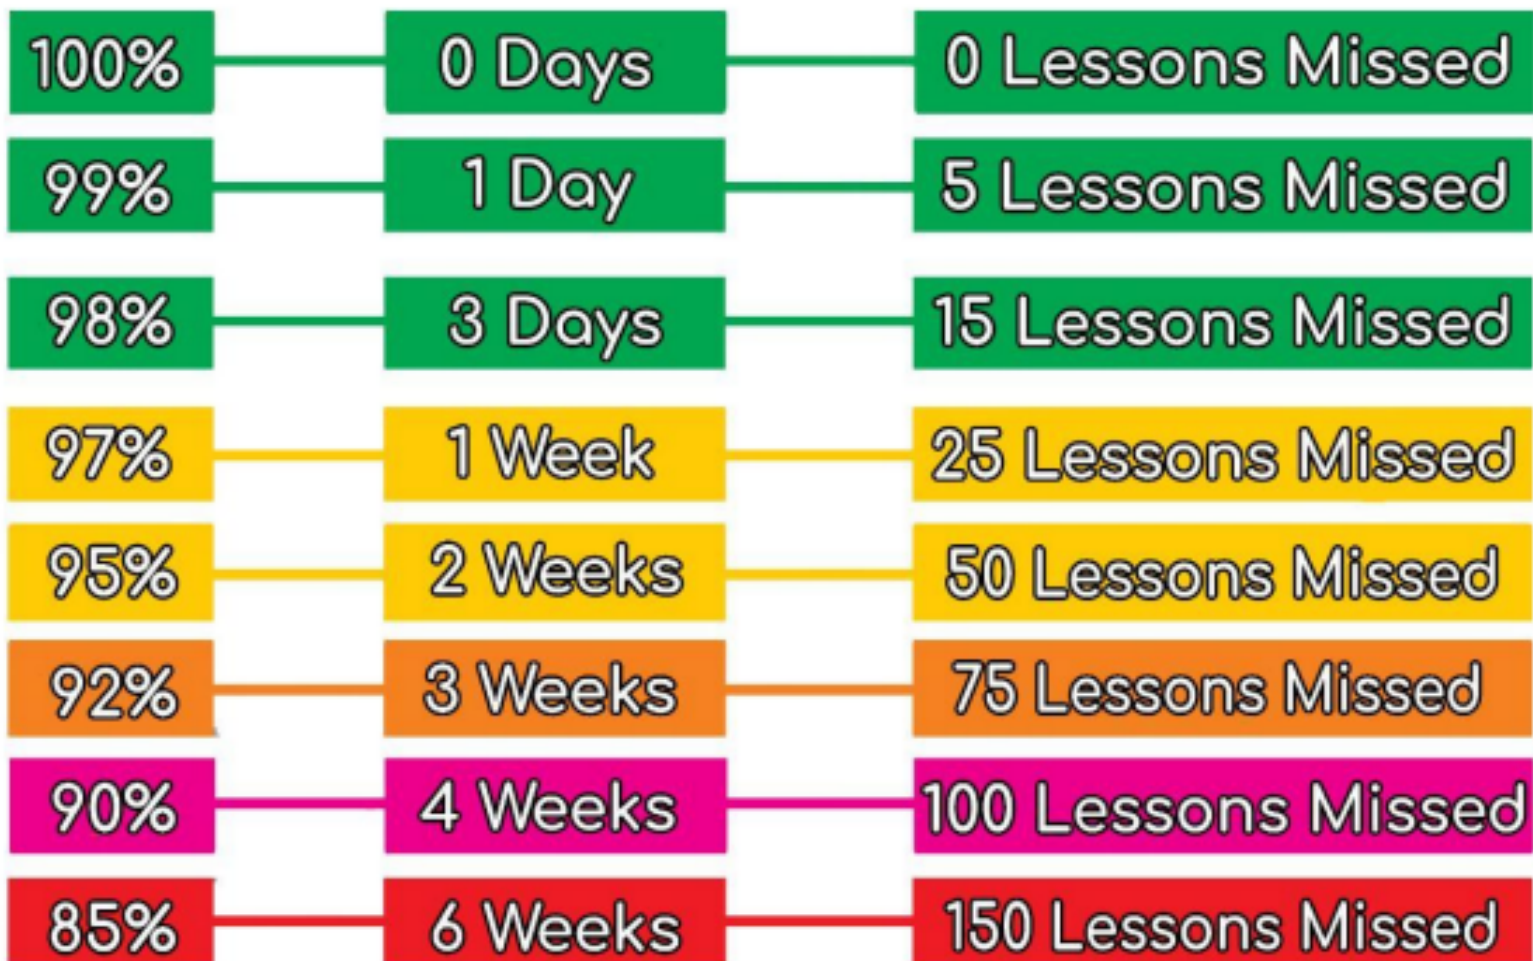 100% 0 Days 0 Lessons Missed
99% 1 Day 5 Lessons Missed
98% 3 Days 15 Lessons Missed
97% 1 Week 25 Lessons Missed
95% 2 Weeks 50 Lessons Missed
92% 3 Weeks 75 Lessons Missed
90% 4 Weeks 100 Lessons Missed
85% 6 Weeks 150 Lessons Missed